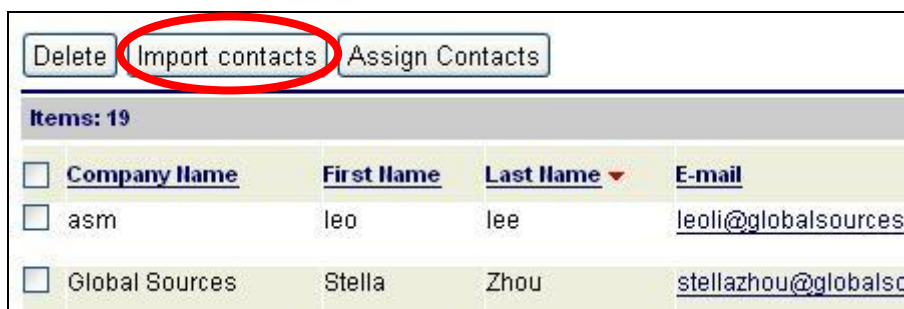 Delete Import contacts Assign Contacts
Items: 19
Company Name First Name Last Name E-mail
asm leo lee leoli@globalsources
Global Sources Stella Zhou stellazhou@globalso